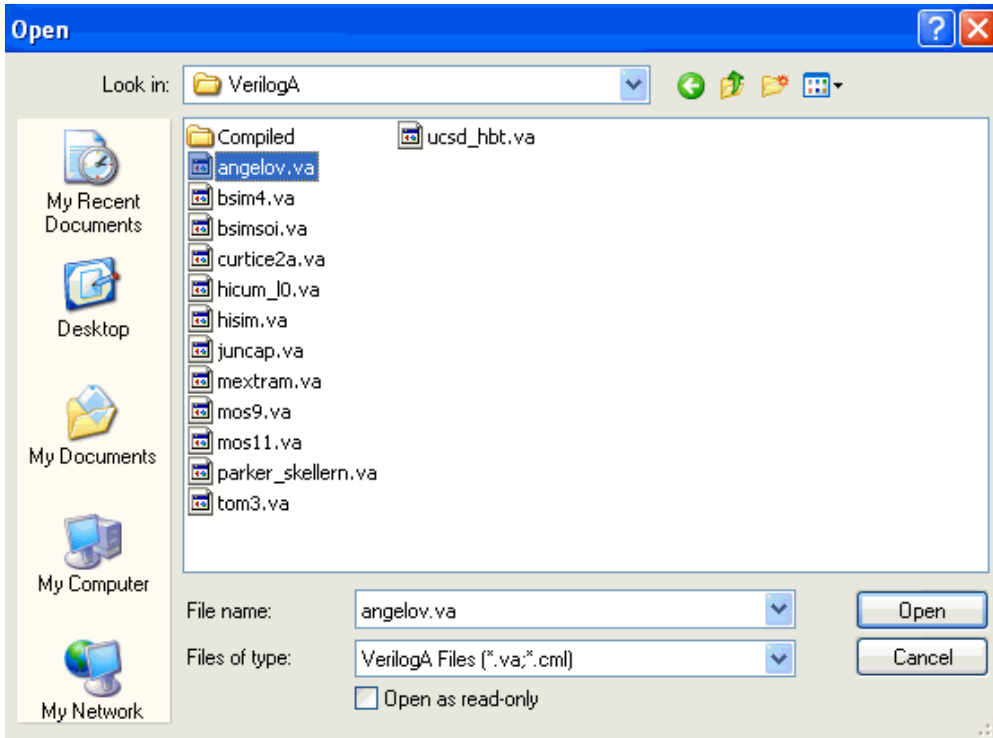 Open
Look in: VerilogA
My Recent
Documents
Desktop
My Documents
My Computer
My Network
Compiled
angelov.va
bsim4.va
bsimsoi.va
curtice2a.va
hicum_l0.va
hisim.va
juncap.va
mextram.va
mos9.va
mos11.va
parker_skellern.va
tom3.va
ucsd_hbt.va
File name: angelov.va Open
Files of type: VerilogA Files (*.va;*.cml) Cancel
Open as read-only